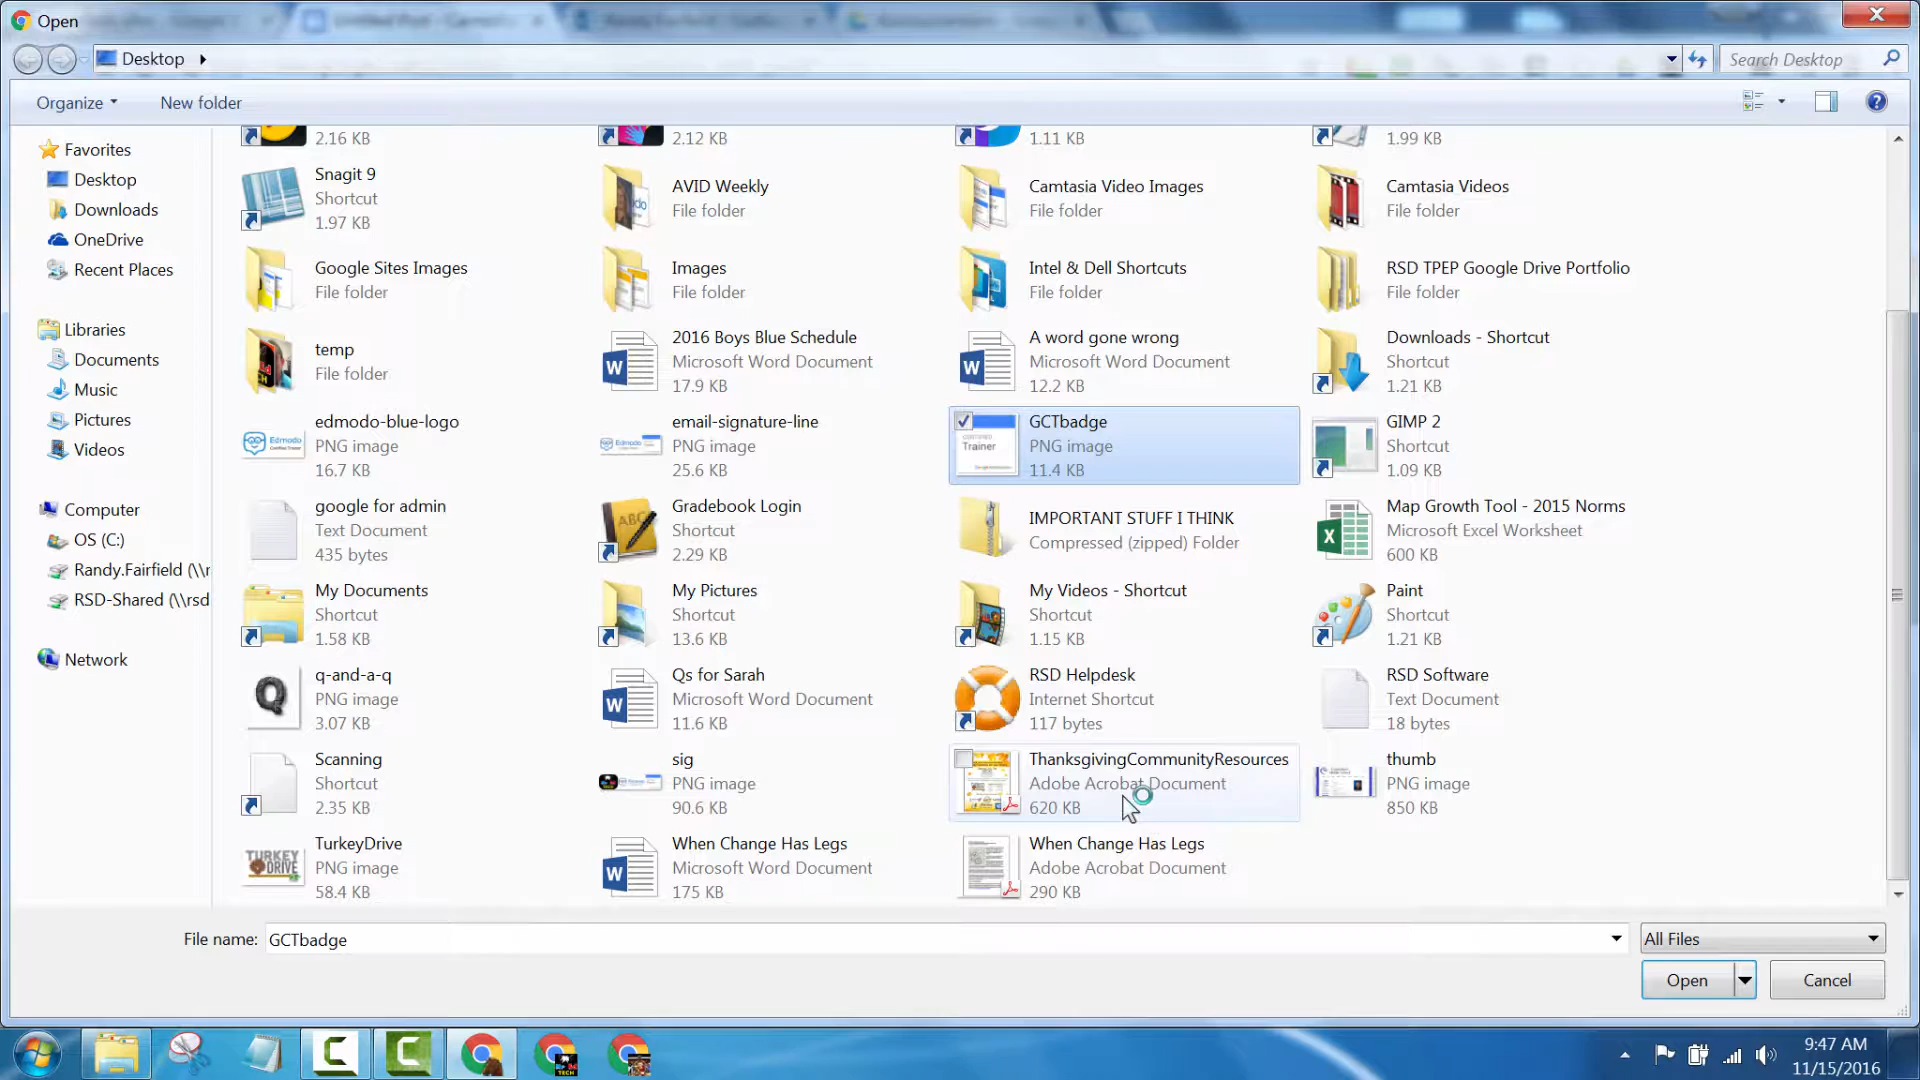 Open
Desktop
Search Desktop
Organize
New folder
Favorites
Desktop
Downloads
OneDrive
Recent Places
Libraries
Documents
Music
Pictures
Videos
Computer
OS (C:)
Randy.Fairfield (\\r
RSD-Shared (\\rsd
Network
2.16 KB
2.12 KB
1.11 KB
1.99 KB
Snagit 9
Shortcut
1.97 KB
AVID Weekly
File folder
Camtasia Video Images
File folder
Camtasia Videos
File folder
Google Sites Images
File folder
Images
File folder
Intel & Dell Shortcuts
File folder
RSD TPEP Google Drive Portfolio
File folder
temp
File folder
2016 Boys Blue Schedule
Microsoft Word Document
17.9 KB
A word gone wrong
Microsoft Word Document
12.2 KB
Downloads - Shortcut
Shortcut
1.21 KB
edmodo-blue-logo
PNG image
16.7 KB
email-signature-line
PNG image
25.6 KB
Trainer
GCTbadge
PNG image
11.4 KB
GIMP 2
Shortcut
1.09 KB
google for admin
Text Document
435 bytes
Gradebook Login
Shortcut
2.29 KB
IMPORTANT STUFF I THINK
Compressed (zipped) Folder
Map Growth Tool - 2015 Norms
Microsoft Excel Worksheet
600 KB
My Documents
Shortcut
1.58 KB
My Pictures
Shortcut
13.6 KB
My Videos - Shortcut
Shortcut
1.15 KB
Paint
Shortcut
1.21 KB
q-and-a-q
PNG image
3.07 KB
Qs for Sarah
Microsoft Word Document
11.6 KB
RSD Helpdesk
Internet Shortcut
117 bytes
RSD Software
Text Document
18 bytes
Scanning
Shortcut
2.35 KB
sig
PNG image
90.6 KB
ThanksgivingCommunityResources
Adobe Acrobat Document
620 KB
thumb
PNG image
850 KB
TURKEY
DRIVE
TurkeyDrive
PNG image
58.4 KB
When Change Has Legs
Microsoft Word Document
175 KB
When Change Has Legs
Adobe Acrobat Document
290 KB
File name:
GCTbadge
All Files
Open
Cancel
9:47 AM
11/15/2016